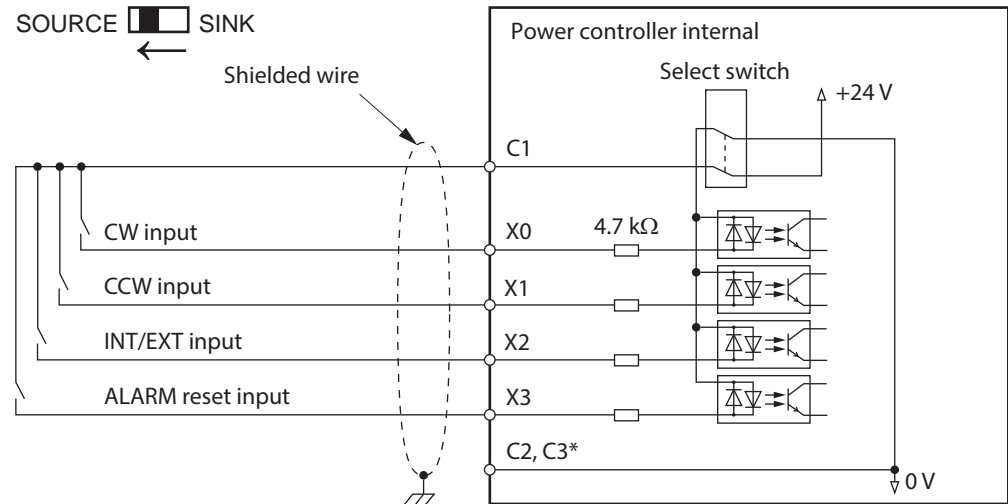 SOURCE SINK
Power controller internal
Shielded wire
Select switch
+24 V
C1
CW input
X0
4.7 kΩ
CCW input
X1
INT/EXT input
X2
ALARM reset input
X3
C2, C3*
0 V